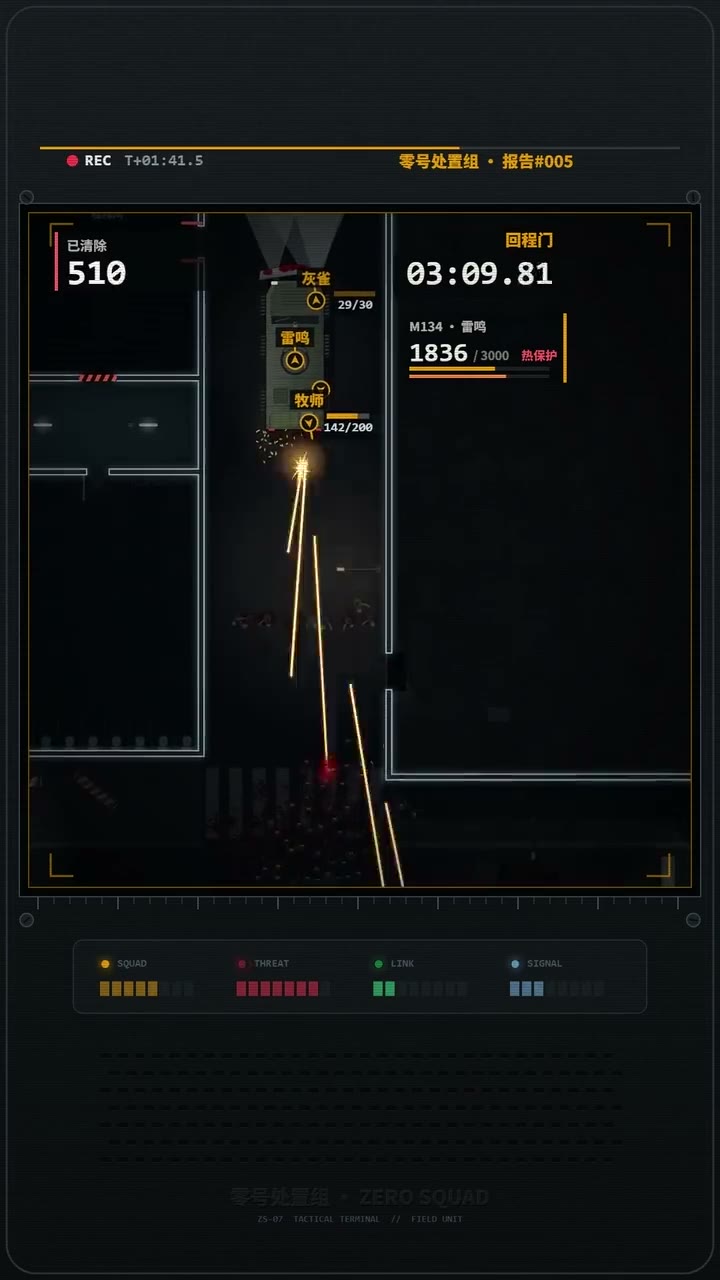 REC T+01:41.5
零号处置组 • 报告#005
已清除
510
回程门
03:09.81
M134 • 雷鸣
1836 / 3000 热保护
灰雀
29/30
雷鸣
牧师
142/200
SQUAD
THREAT
LINK
SIGNAL
零号处置组 • ZERO SQUAD
ZS-07 TACTICAL TERMINAL // FIELD UNIT